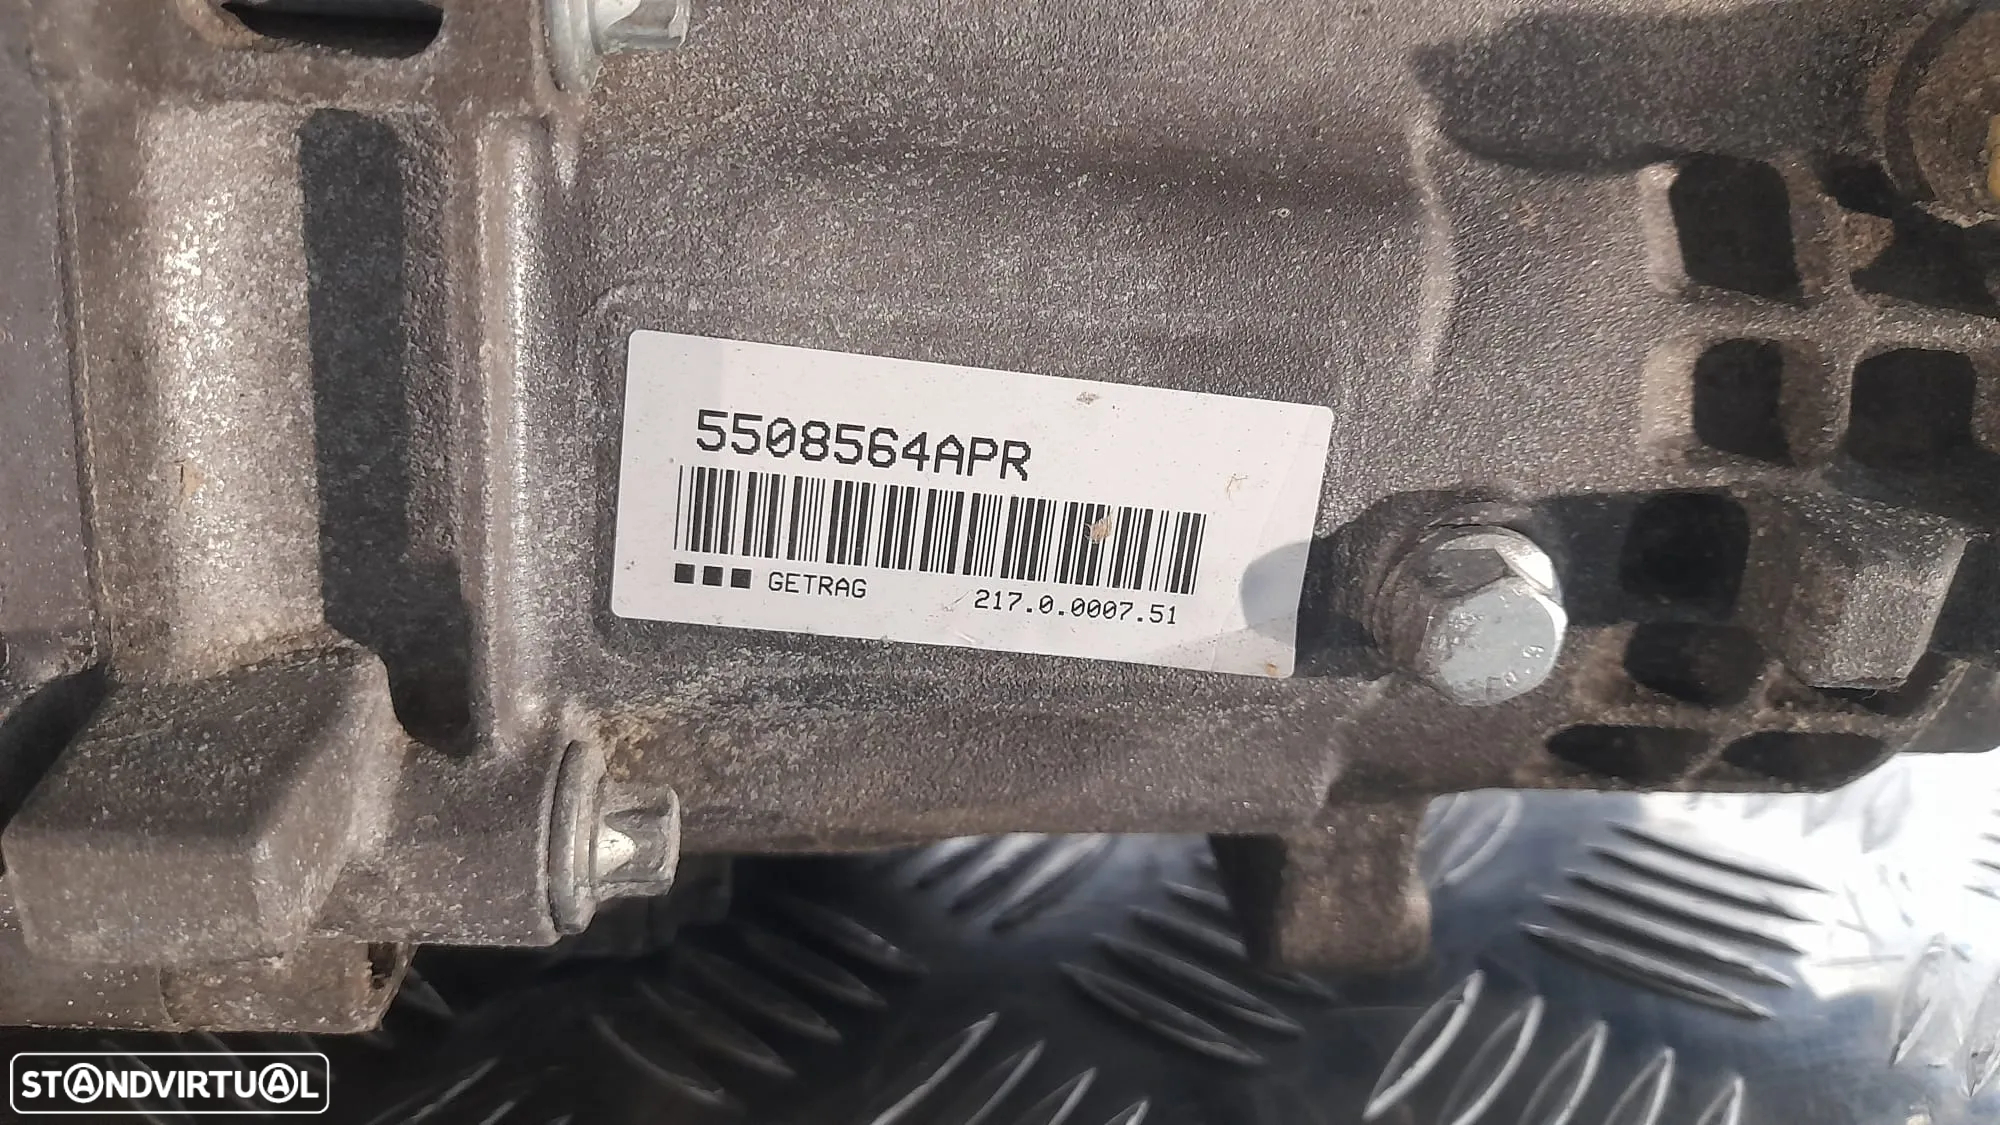 5508564APR
GETRAG 217.0.0007.51
STANDVIRTUAL